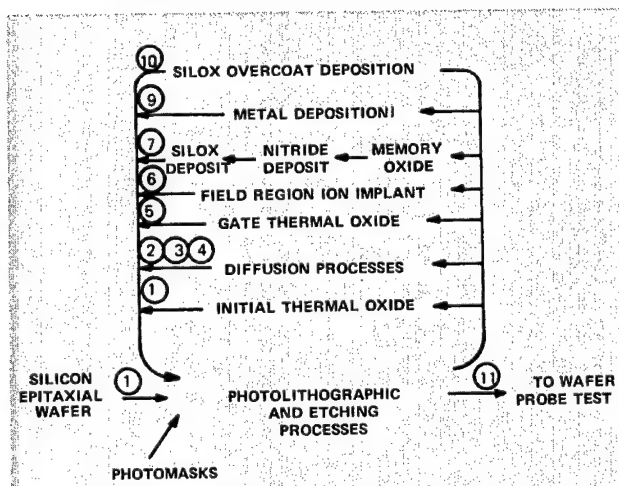 10 SILOX OVERCOAT DEPOSITION
9 METAL DEPOSITION
7 SILOX DEPOSIT NITRIDE DEPOSIT MEMORY OXIDE
6 FIELD REGION ION IMPLANT
5 GATE THERMAL OXIDE
2 3 4 DIFFUSION PROCESSES
1 INITIAL THERMAL OXIDE
SILICON EPITAXIAL WAFER
1
PHOTOLITHOGRAPHIC AND ETCHING PROCESSES
11
TO WAFER PROBE TEST
PHOTOMASKS